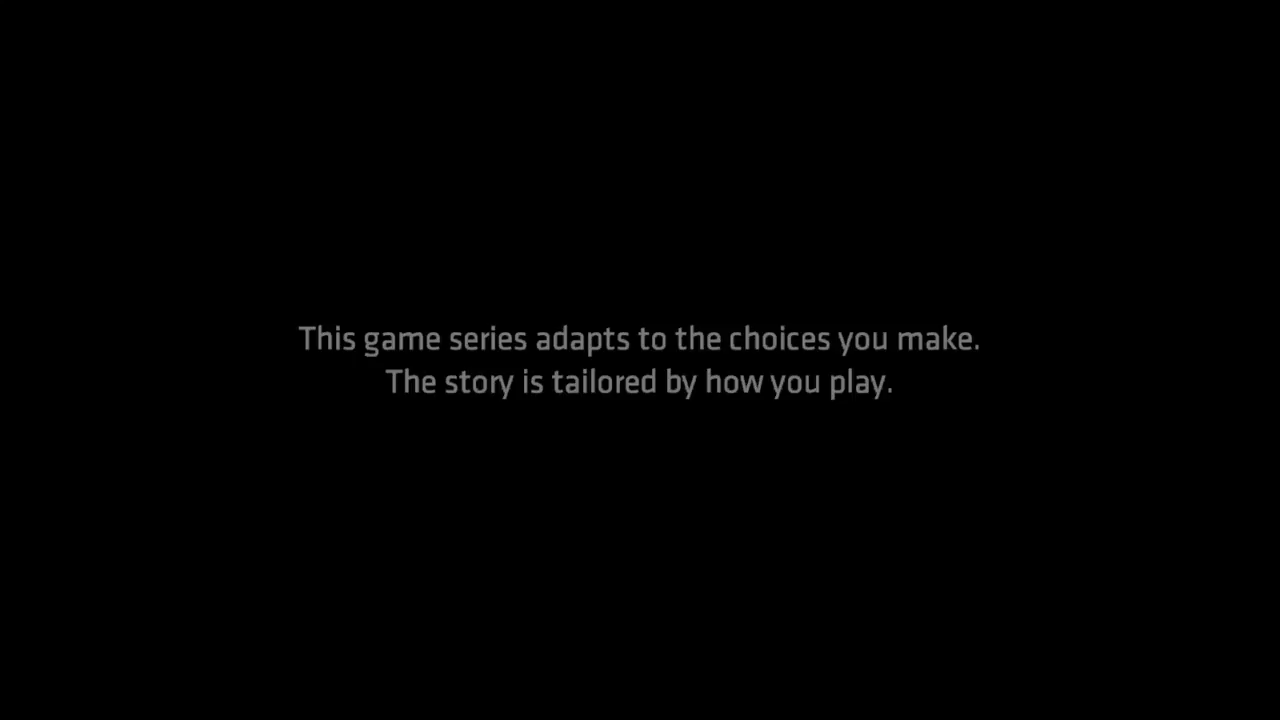 This game series adapts to the choices you make.
The story is tailored by how you play.